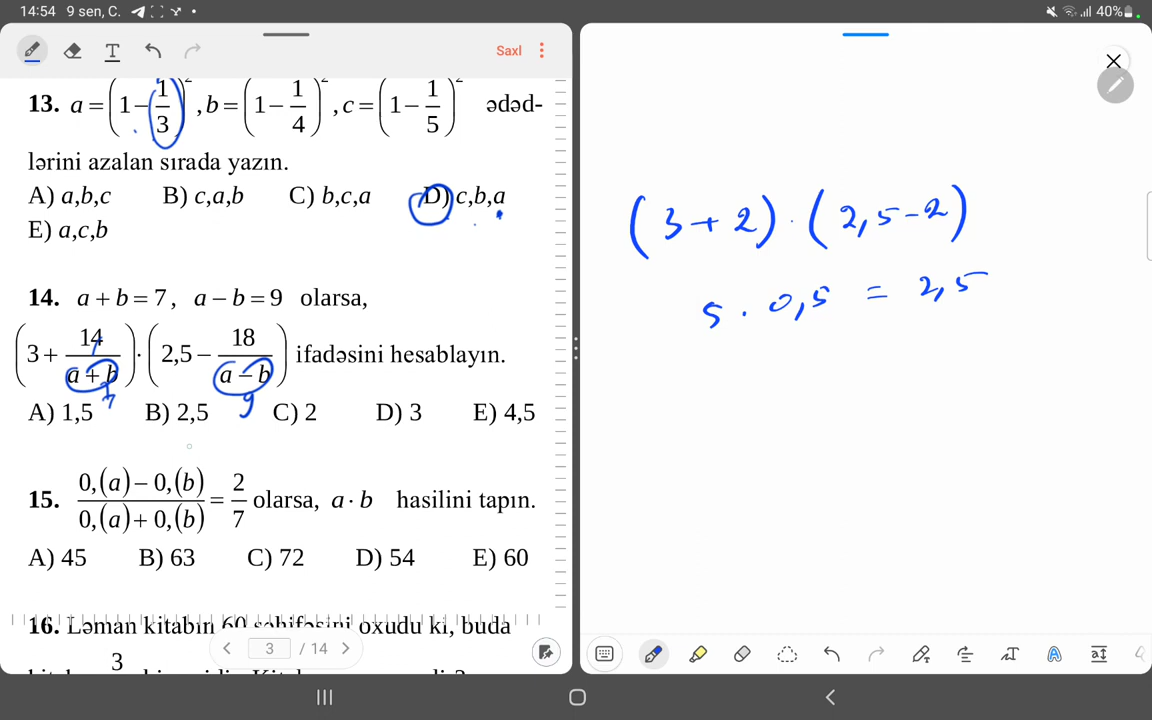 14:54 9 sen, C. 40%
Saxl
13. a = (1 − 1/3)², b = (1 − 1/4)², c = (1 − 1/5)² ədəd-
lərini azalan sırada yazın.
A) a,b,c B) c,a,b C) b,c,a D) c,b,a
E) a,c,b
14. a + b = 7, a − b = 9 olarsa,
(3 + 14/(a + b)) · (2,5 − 18/(a − b)) ifadəsini hesablayın.
7 9
A) 1,5 B) 2,5 C) 2 D) 3 E) 4,5
15. (0,(a) − 0,(b))/(0,(a) + 0,(b)) = 2/7 olarsa, a · b hasilini tapın.
A) 45 B) 63 C) 72 D) 54 E) 60
16. Ləman kitabın 60 səhifəsini oxudu ki, buda
3
3 / 14
(3 + 2) · (2,5 − 2)
5 · 0,5 = 2,5